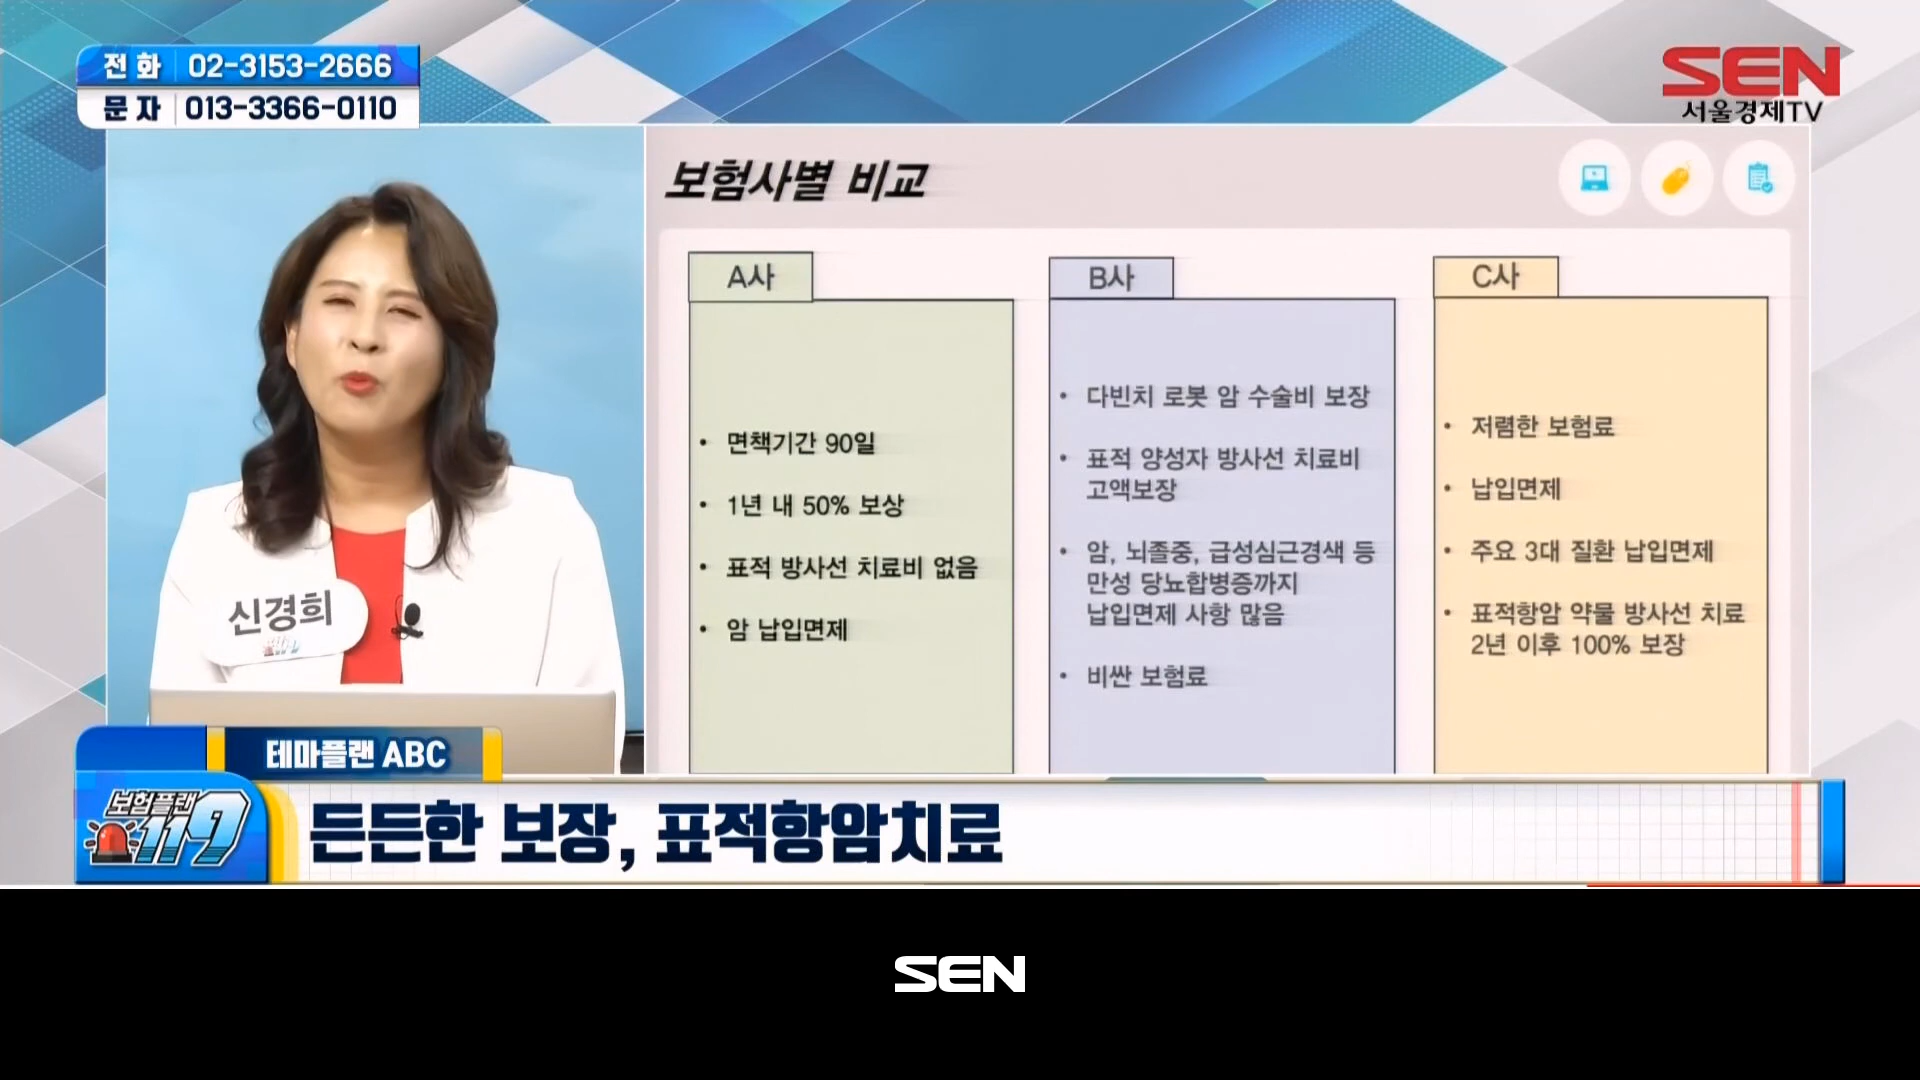 전화 02-3153-2666
문자 013-3366-0110
SEN
서울경제TV
보험사별 비교
A사
• 면책기간 90일
• 1년 내 50% 보상
• 표적 방사선 치료비 없음
• 암 납입면제
B사
• 다빈치 로봇 암 수술비 보장
• 표적 양성자 방사선 치료비
고액보장
• 암, 뇌졸중, 급성심근경색 등
만성 당뇨합병증까지
납입면제 사항 많음
• 비싼 보험료
C사
• 저렴한 보험료
• 납입면제
• 주요 3대 질환 납입면제
• 표적항암 약물 방사선 치료
2년 이후 100% 보장
신경희
테마플랜 ABC
보험플랜
119
든든한 보장, 표적항암치료
SEN